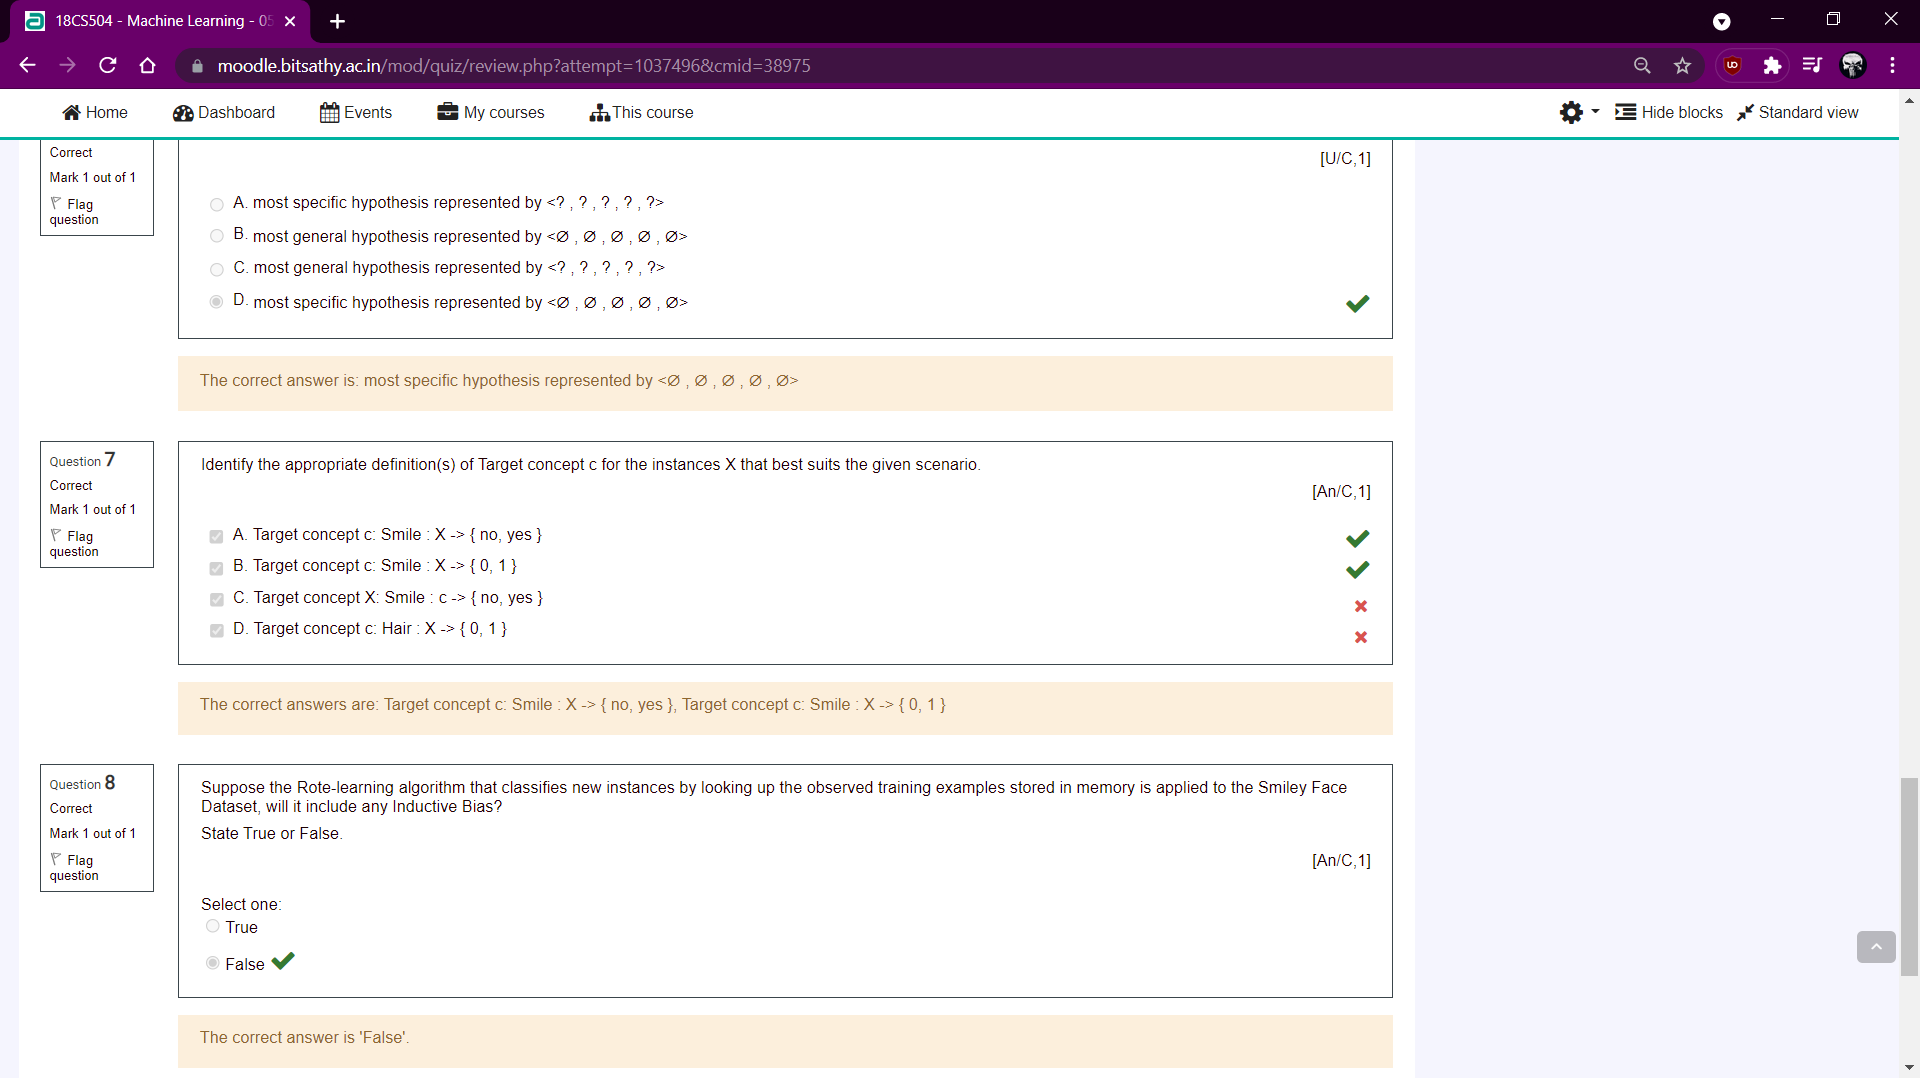 18CS504 - Machine Learning - 05
moodle.bitsathy.ac.in/mod/quiz/review.php?attempt=1037496&cmid=38975
Home Dashboard Events My courses This course Hide blocks Standard view
Correct
Mark 1 out of 1
Flag question
[U/C,1]
A. most specific hypothesis represented by <? , ? , ? , ? , ?>
B. most general hypothesis represented by <Ø , Ø , Ø , Ø , Ø>
C. most general hypothesis represented by <? , ? , ? , ? , ?>
D. most specific hypothesis represented by <Ø , Ø , Ø , Ø , Ø>
The correct answer is: most specific hypothesis represented by <Ø , Ø , Ø , Ø , Ø>
Question 7
Correct
Mark 1 out of 1
Flag
question
Identify the appropriate definition(s) of Target concept c for the instances X that best suits the given scenario.
[An/C,1]
A. Target concept c: Smile : X -> { no, yes }
B. Target concept c: Smile : X -> { 0, 1 }
C. Target concept X: Smile : c -> { no, yes }
D. Target concept c: Hair : X -> { 0, 1 }
The correct answers are: Target concept c: Smile : X -> { no, yes }, Target concept c: Smile : X -> { 0, 1 }
Question 8
Correct
Mark 1 out of 1
Flag
question
Suppose the Rote-learning algorithm that classifies new instances by looking up the observed training examples stored in memory is applied to the Smiley Face
Dataset, will it include any Inductive Bias?
State True or False.
[An/C,1]
Select one:
True
False
The correct answer is 'False'.